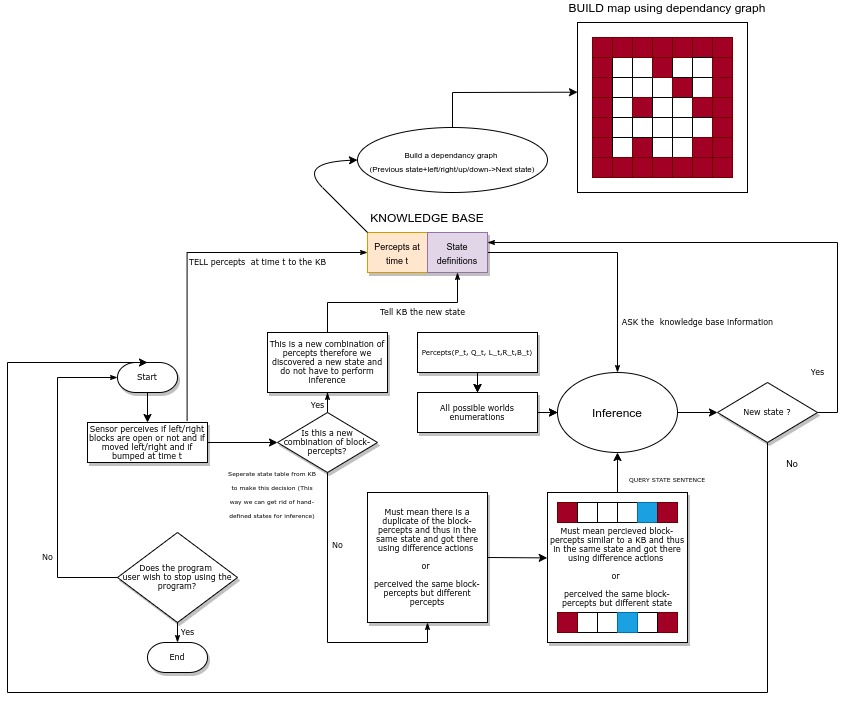 BUILD map using dependancy graph
Build a dependancy graph
(Previous state+left/right/up/down->Next state)
KNOWLEDGE BASE
Percepts at
time t
State
definitions
TELL percepts at time t to the KB
Tell KB the new state
ASK the knowledge base information
This is a new combination of
percepts therefore we
discovered a new state and
do not have to perform
Inference
Percepts(P_t, Q_t, L_t,R_t,B_t)
Start
Yes
All possible worlds
enumerations
Inference
New state ?
Yes
Sensor perceives if left/right
blocks are open or not and if
moved left/right and if
bumped at time t
Is this a new
combination of block-
percepts?
No
Seperate state table from KB
to make this decision (This
way we can get rid of hand-
defined states for inference)
QUERY STATE SENTENCE
Must mean there is a
duplicate of the block-
percepts and thus in the
same state and got there
using difference actions
or
perceived the same block-
percepts but different
percepts
Must mean percieved block-
percepts similar to a KB and thus
in the same state and got there
using difference actions
or
perceived the same block-
percepts but different state
No
No
Does the program
user wish to stop using the
program?
Yes
End